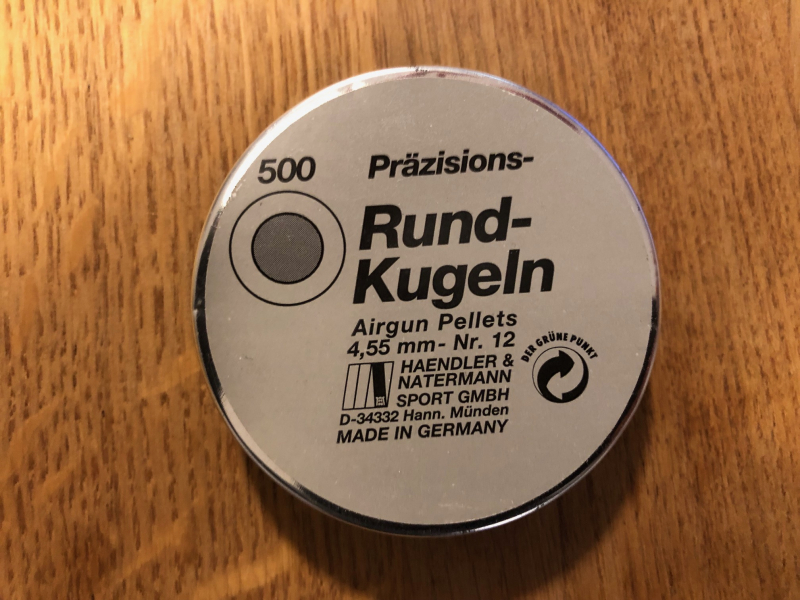 500
Präzisions-
Rund-
Kugeln
Airgun Pellets
4,55 mm - Nr. 12
HAENDLER &
NATERMANN
SPORT GMBH
D-34332 Hann. Münden
MADE IN GERMANY
DER GRÜNE PUNKT